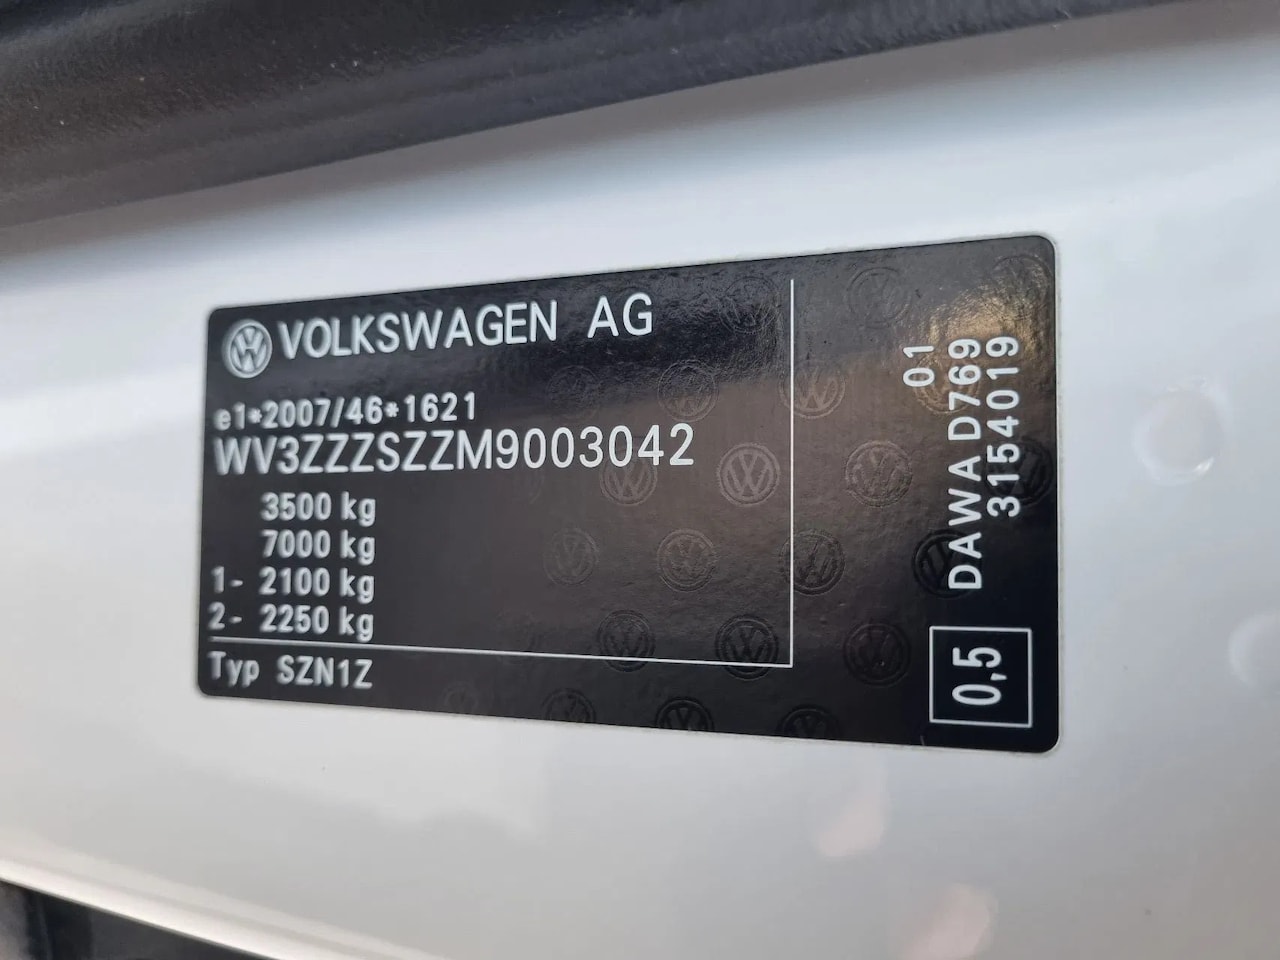 VOLKSWAGEN AG
e1*2007/46*1621
WV3ZZZSZZM9003042
3500 kg
7000 kg
1- 2100 kg
2- 2250 kg
Typ SZN1Z
01
DAWA D769
3154019
0,5